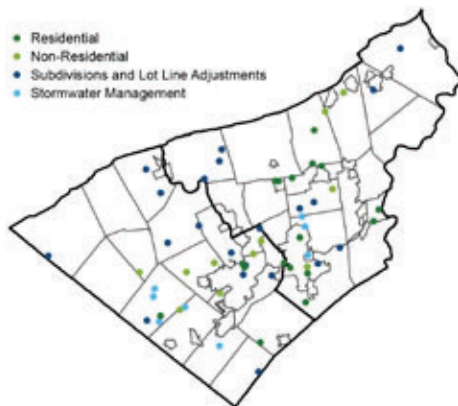 Residential
Non-Residential
Subdivisions and Lot Line Adjustments
Stormwater Management